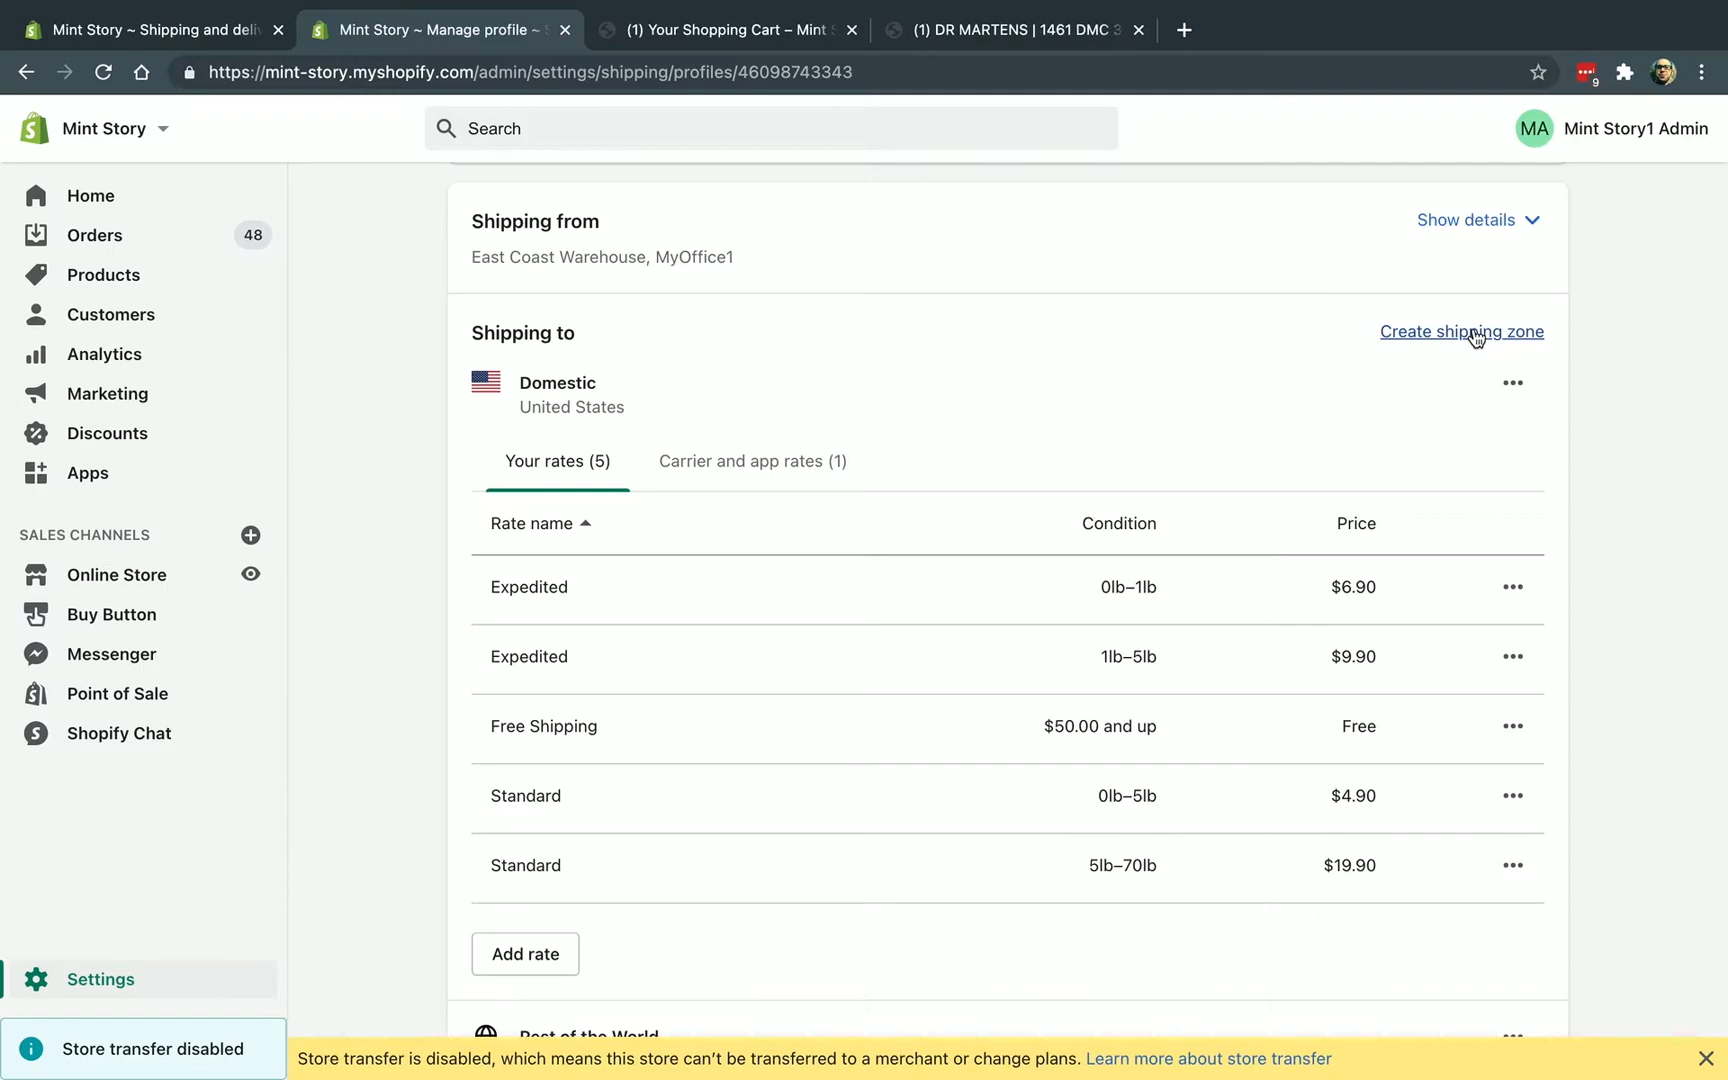 Mint Story ~ Shipping and deli
Mint Story ~ Manage profile ~ S
(1) Your Shopping Cart – Mint S
(1) DR MARTENS | 1461 DMC 3
https://mint-story.myshopify.com/admin/settings/shipping/profiles/46098743343
9
Mint Story
Search
MA
Mint Story1 Admin
Home
Orders
48
Products
Customers
Analytics
Marketing
Discounts
Apps
SALES CHANNELS
Online Store
Buy Button
Messenger
Point of Sale
Shopify Chat
Settings
Store transfer disabled
Shipping from
Show details
East Coast Warehouse, MyOffice1
Shipping to
Create shipping zone
Domestic
United States
Your rates (5)
Carrier and app rates (1)
Rate name
Condition
Price
Expedited
0lb–1lb
$6.90
Expedited
1lb–5lb
$9.90
Free Shipping
$50.00 and up
Free
Standard
0lb–5lb
$4.90
Standard
5lb–70lb
$19.90
Add rate
Rest of the World
Store transfer is disabled, which means this store can't be transferred to a merchant or change plans. Learn more about store transfer